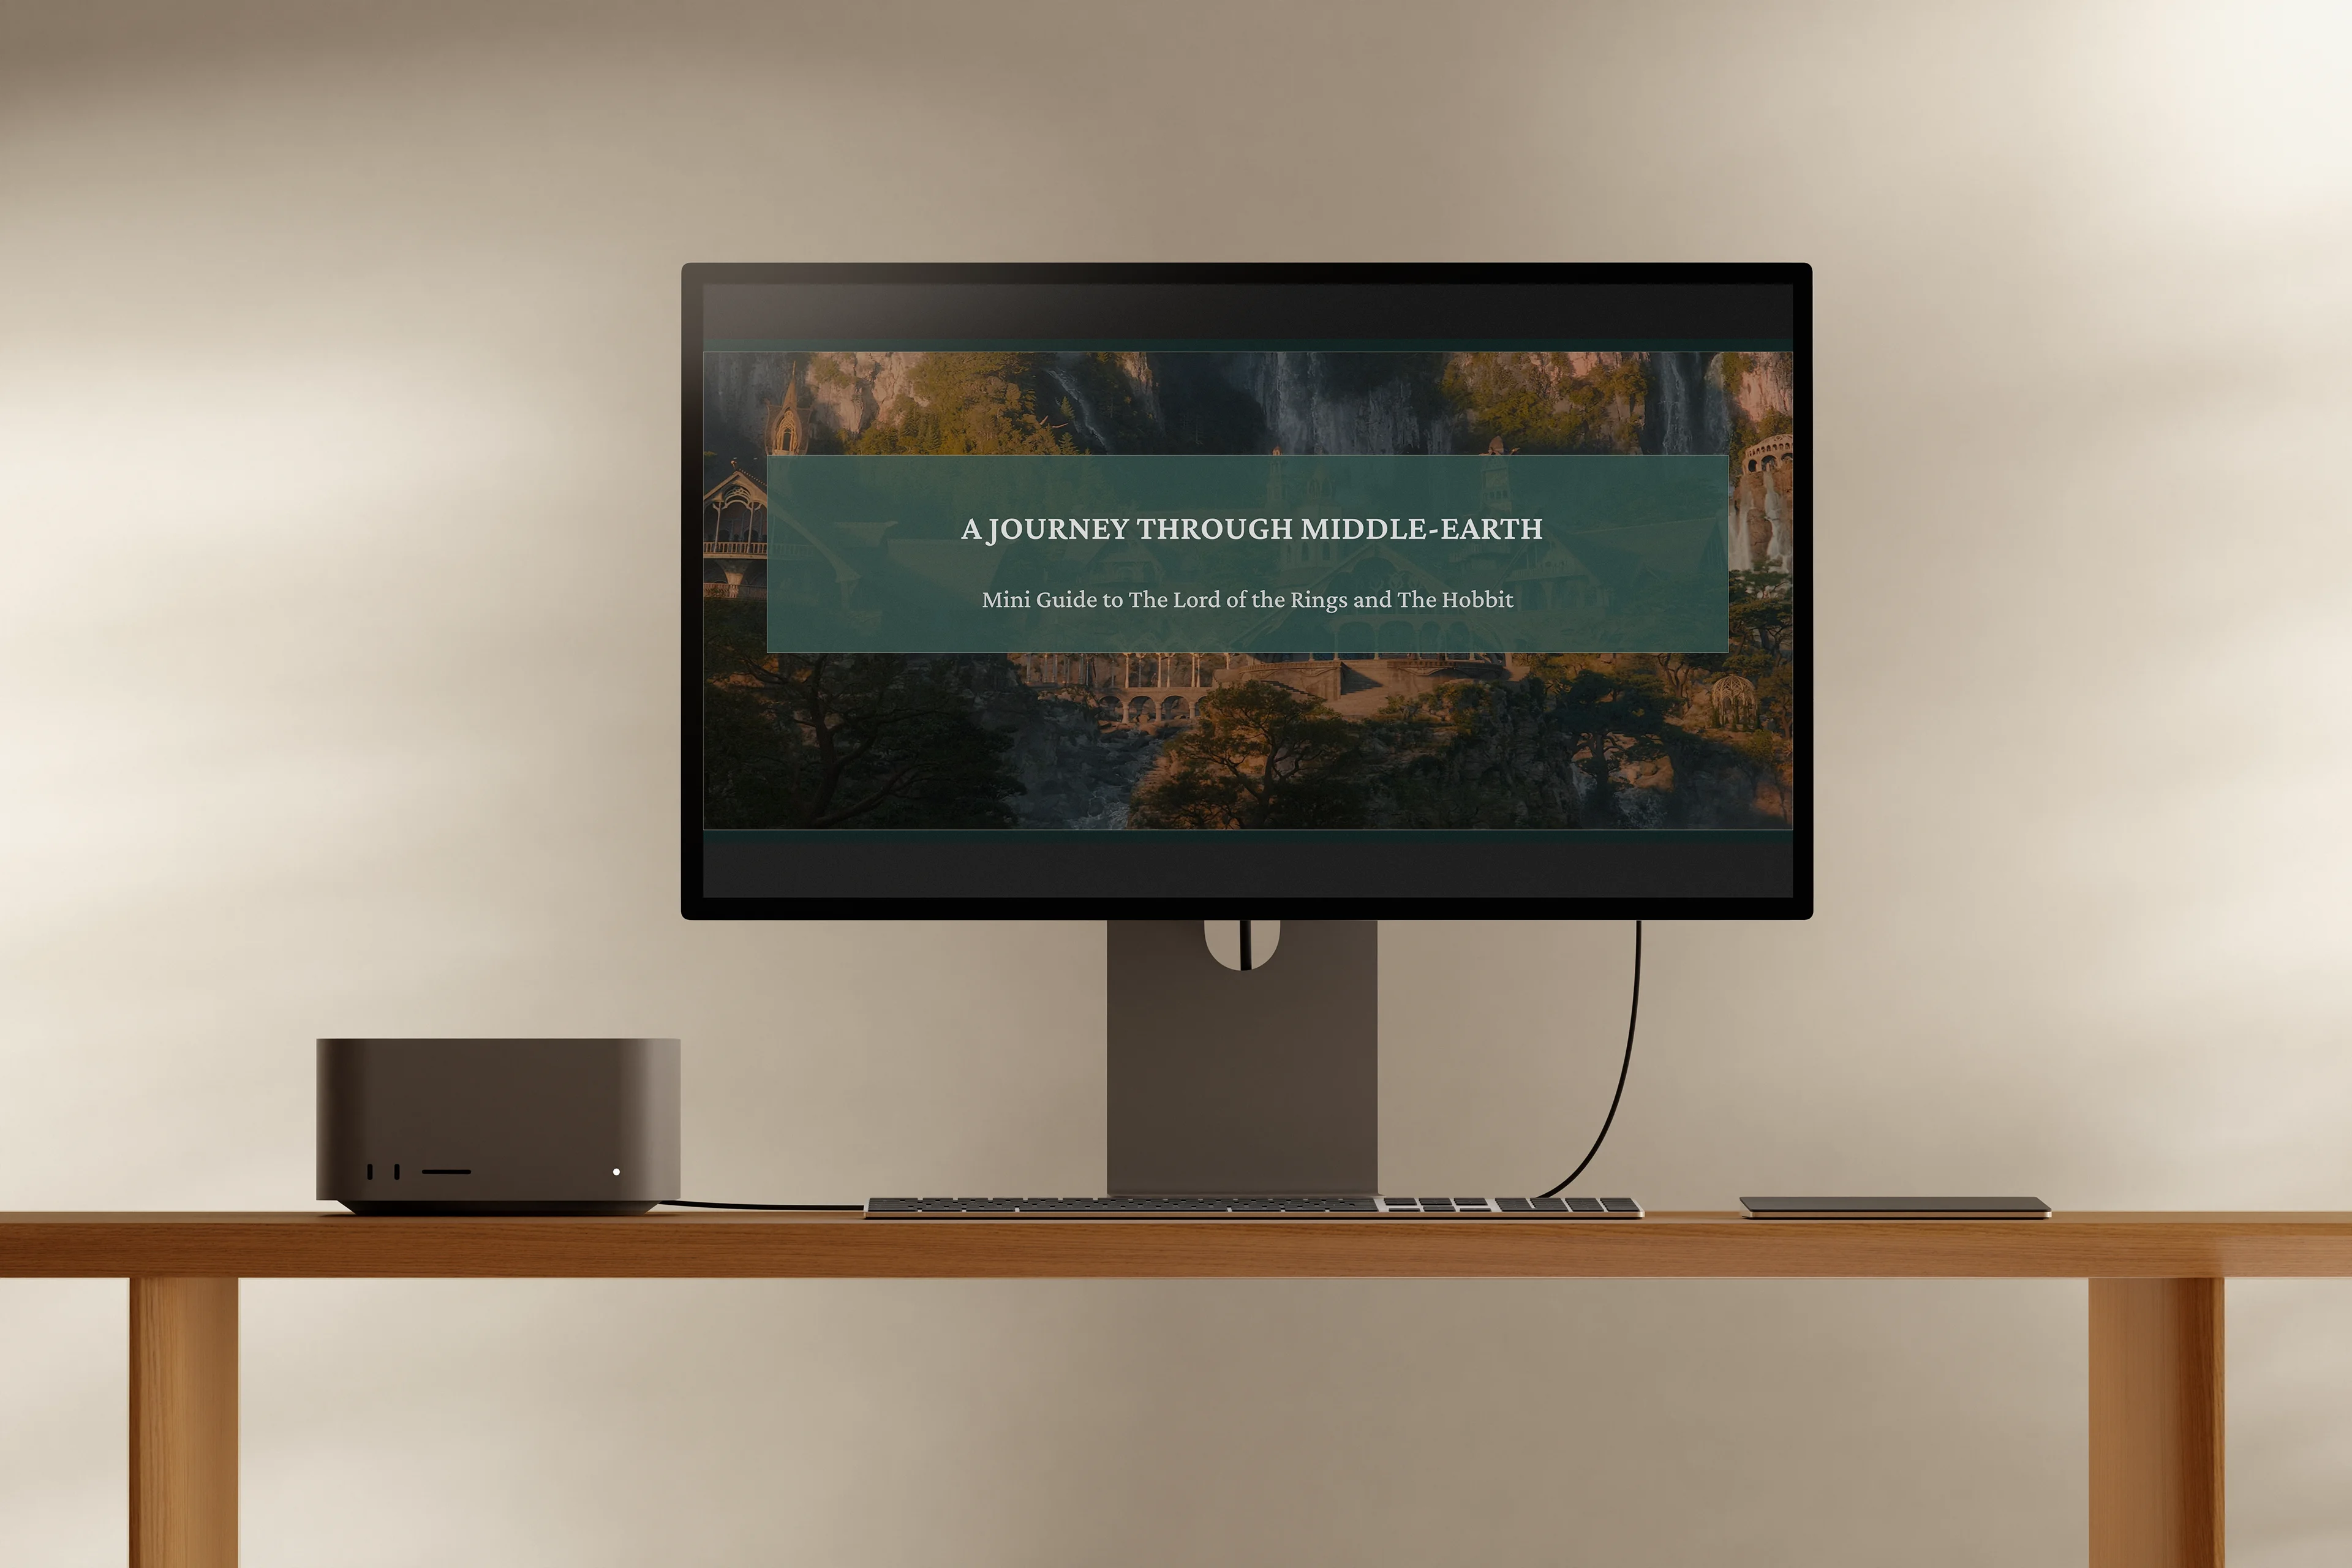 A JOURNEY THROUGH MIDDLE-EARTH
Mini Guide to The Lord of the Rings and The Hobbit